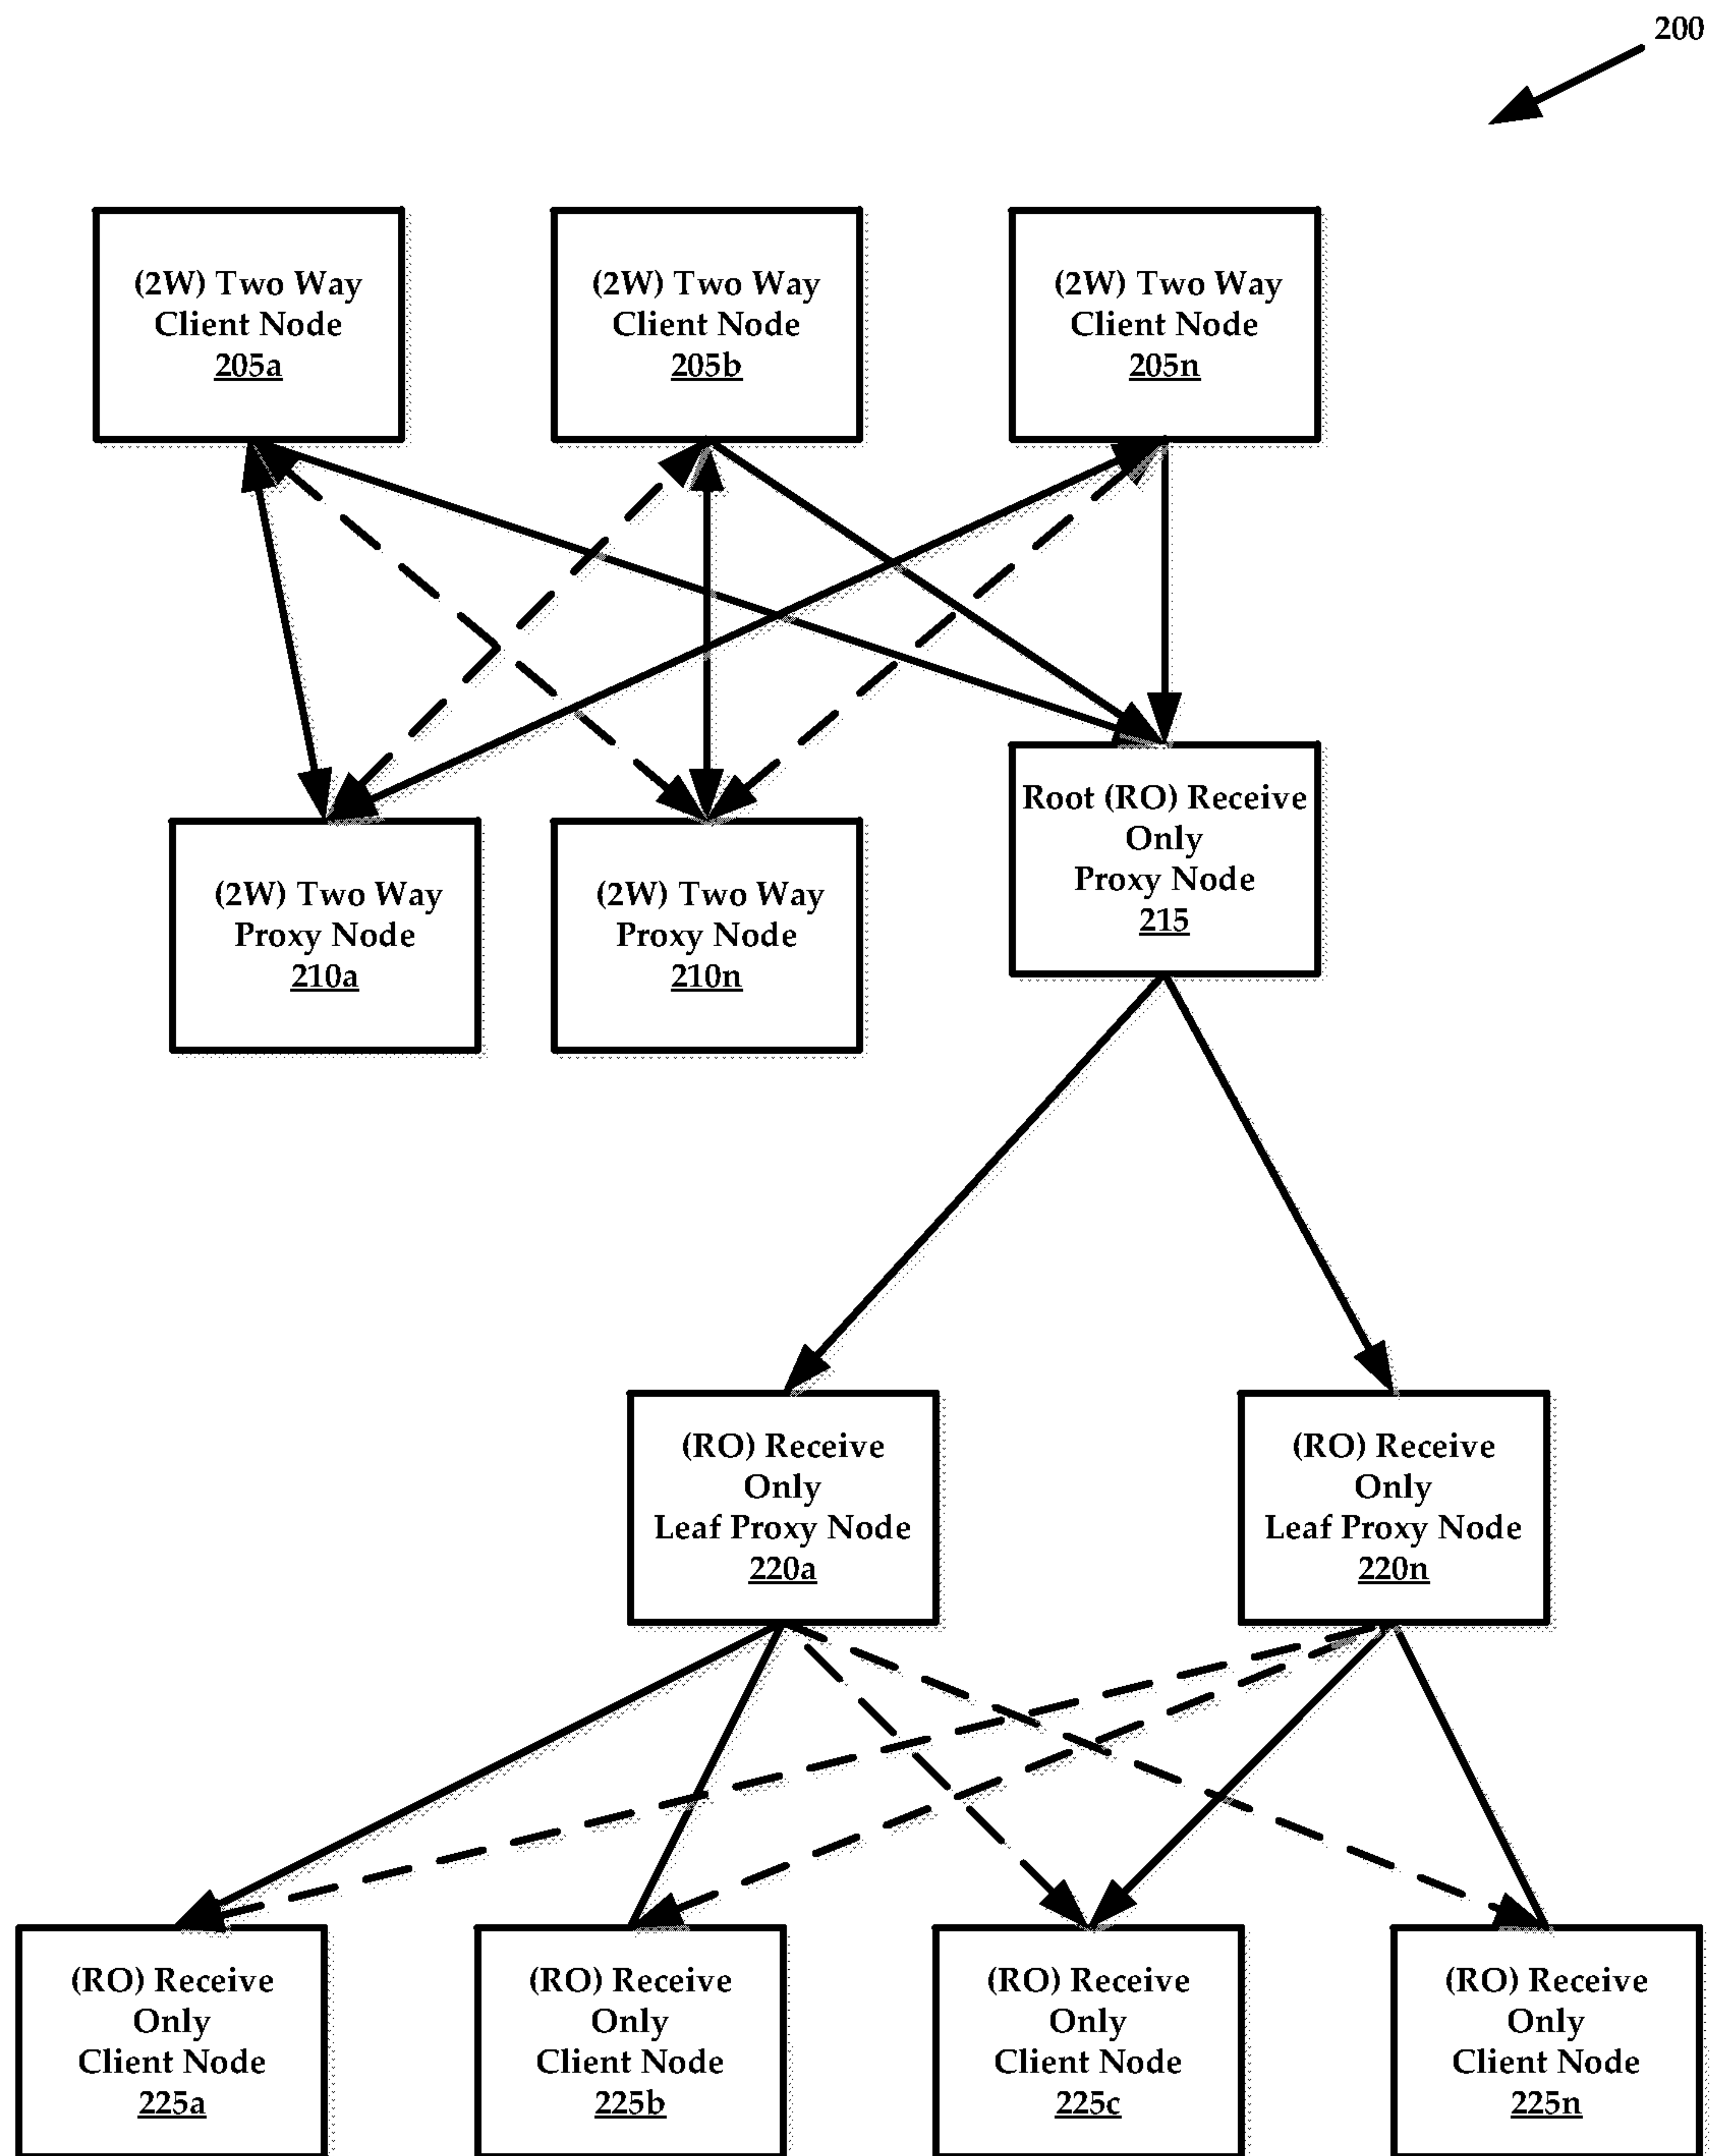 200
(2W) Two Way
Client Node
205a
(2W) Two Way
Client Node
205b
(2W) Two Way
Client Node
205n
(2W) Two Way
Proxy Node
210a
(2W) Two Way
Proxy Node
210n
Root (RO) Receive
Only
Proxy Node
215
(RO) Receive
Only
Leaf Proxy Node
220a
(RO) Receive
Only
Leaf Proxy Node
220n
(RO) Receive
Only
Client Node
225a
(RO) Receive
Only
Client Node
225b
(RO) Receive
Only
Client Node
225c
(RO) Receive
Only
Client Node
225n